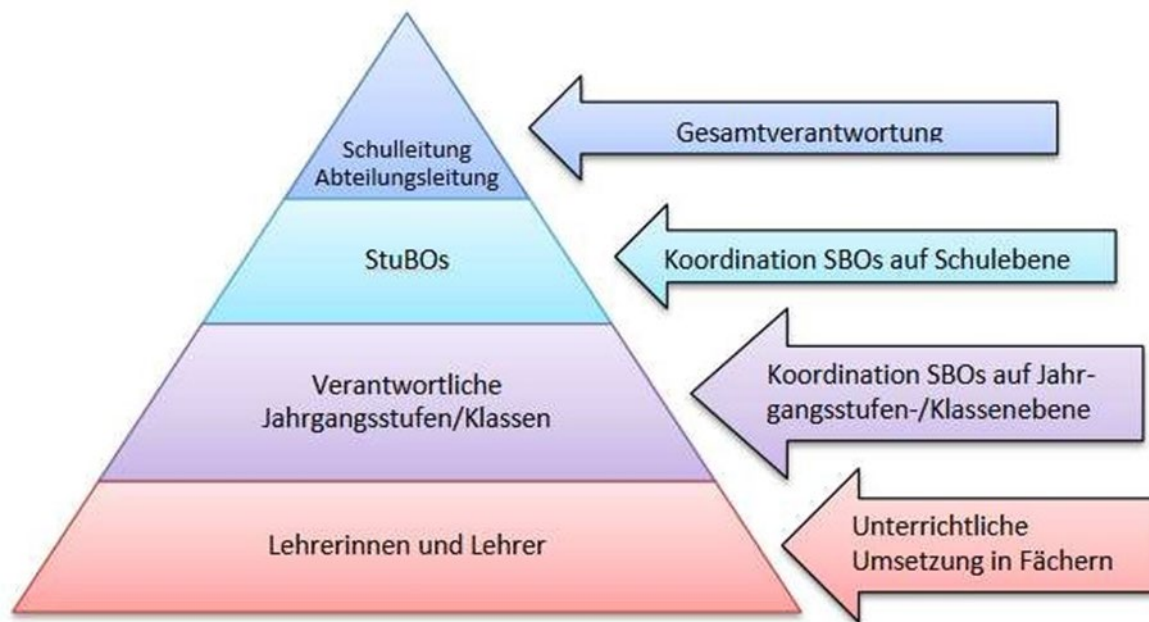 Schulleitung
Abteilungsleitung
Gesamtverantwortung
StuBOs
Koordination SBOs auf Schulebene
Verantwortliche
Jahrgangsstufen/Klassen
Koordination SBOs auf Jahr-
gangsstufen-/Klassenebene
Lehrerinnen und Lehrer
Unterrichtliche
Umsetzung in Fächern